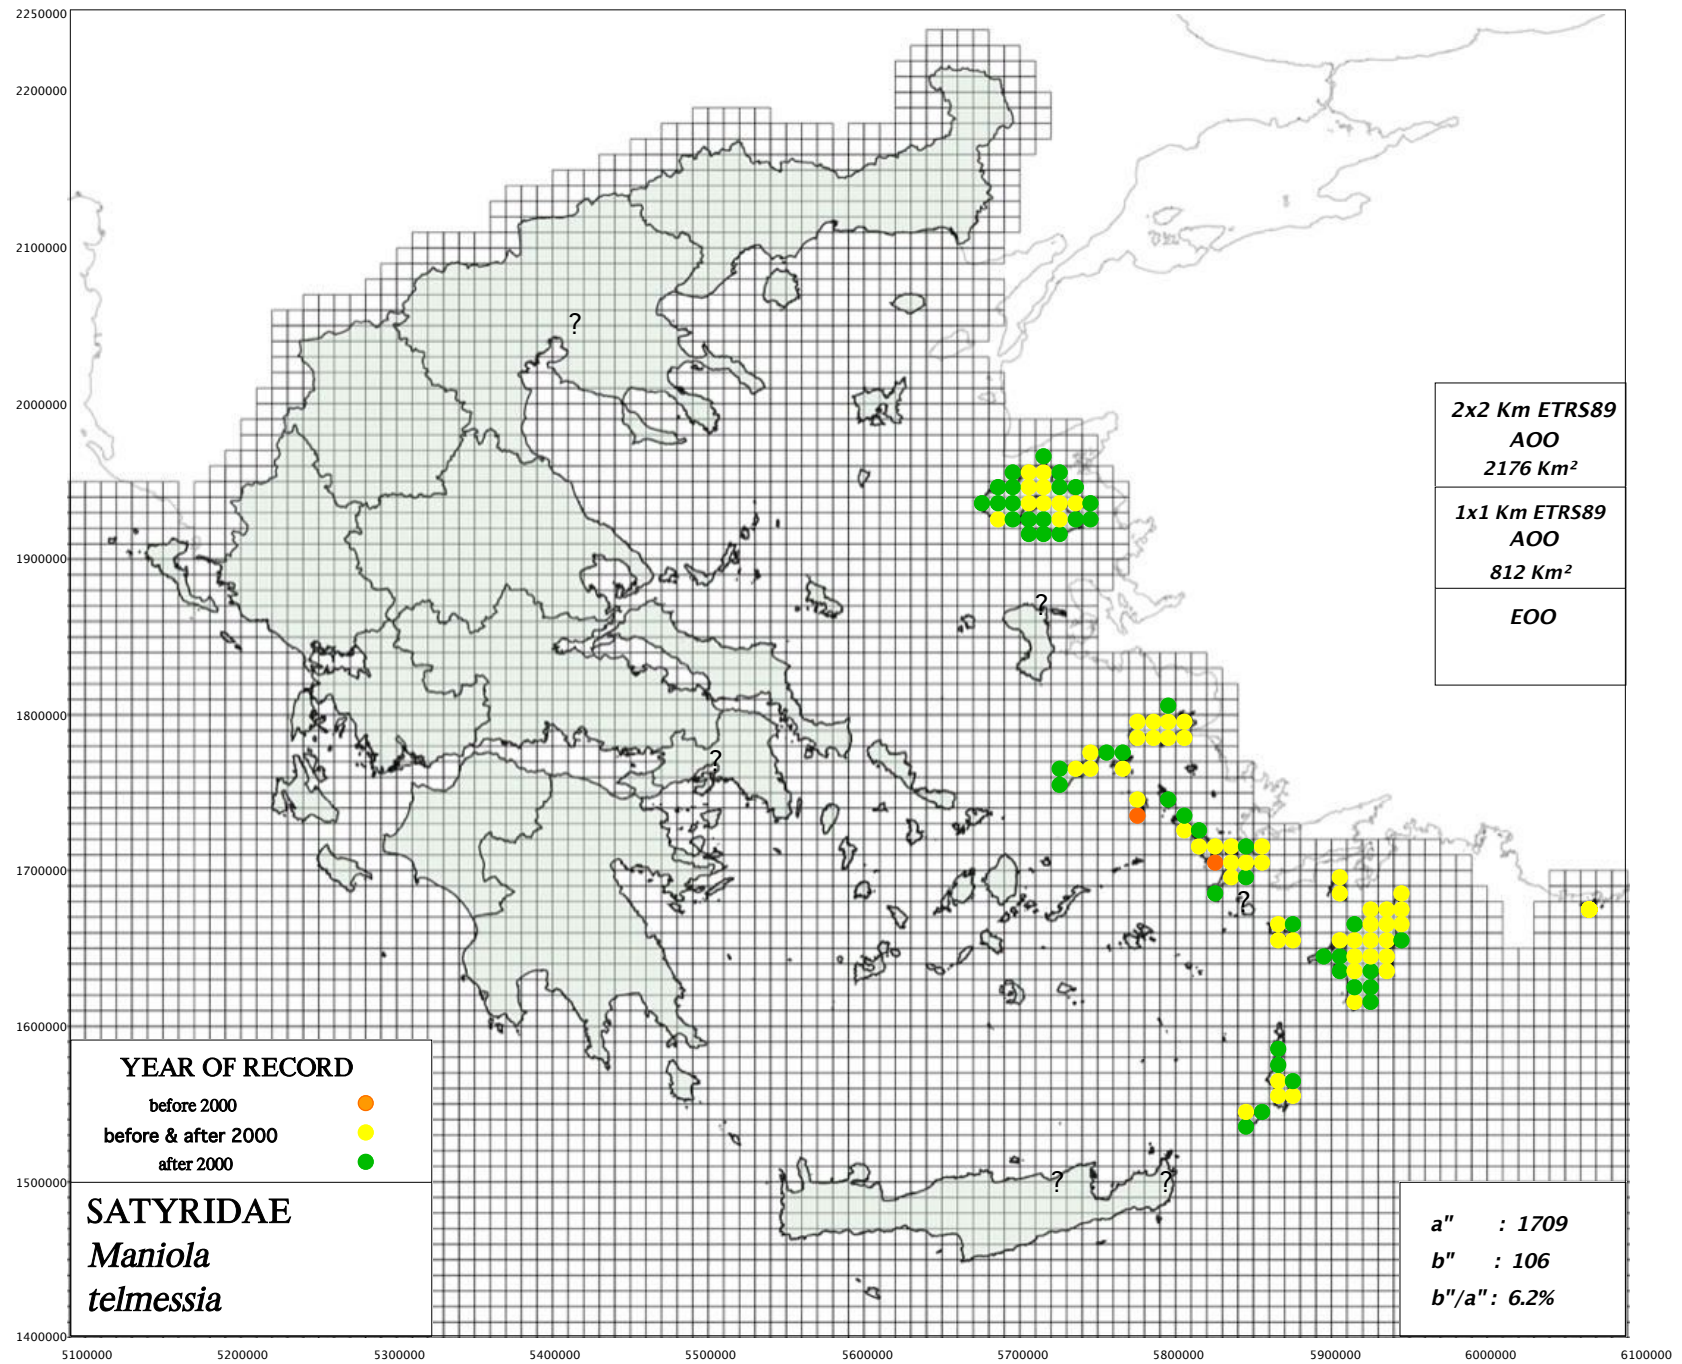 2250000
2200000
2100000
2000000
1900000
1800000
1700000
1600000
1500000
1400000
?
?
?
?
?
?
2x2 Km ETRS89
AOO
2176 Km²
1x1 Km ETRS89
AOO
812 Km²
EOO
YEAR OF RECORD
before 2000
before & after 2000
after 2000
SATYRIDAE
Maniola
telmessia
a" : 1709
b" : 106
b"/a" : 6.2%
5100000 5200000 5300000 5400000 5500000 5600000 5700000 5800000 5900000 6000000 6100000